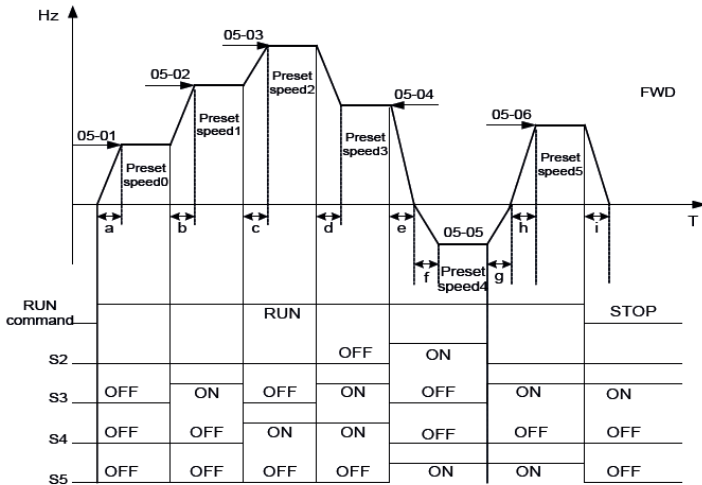 Hz
05-03
05-02
05-04
05-01
05-06
FWD
Preset
speed0
Preset
speed1
Preset
speed2
Preset
speed3
Preset
speed5
T
a
b
c
d
e
f
05-05
Preset
speed4
g
h
i
RUN
command
RUN
STOP
S2
OFF
ON
S3
OFF
ON
OFF
ON
OFF
ON
ON
S4
OFF
OFF
ON
ON
OFF
OFF
OFF
S5
OFF
OFF
OFF
OFF
ON
ON
OFF